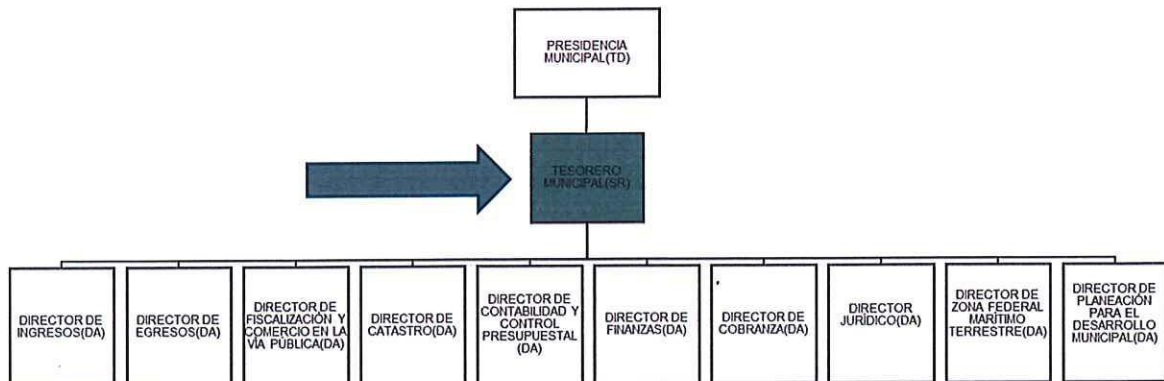 PRESIDENCIA
MUNICIPAL(TD)
TESORERO
MUNICIPAL(SR)
DIRECTOR DE
INGRESOS(DA)
DIRECTOR DE
EGRESOS(DA)
DIRECTOR DE
FISCALIZACIÓN Y
COMERCIO EN LA
VÍA PÚBLICA(DA)
DIRECTOR DE
CATASTRO(DA)
DIRECTOR DE
CONTABILIDAD Y
CONTROL
PRESUPUESTAL
(DA)
DIRECTOR DE
FINANZAS(DA)
DIRECTOR DE
COBRANZA(DA)
DIRECTOR
JURÍDICO(DA)
DIRECTOR DE
ZONA FEDERAL
MARÍTIMO
TERRESTRE(DA)
DIRECTOR DE
PLANEACIÓN
PARA EL
DESARROLLO
MUNICIPAL(DA)